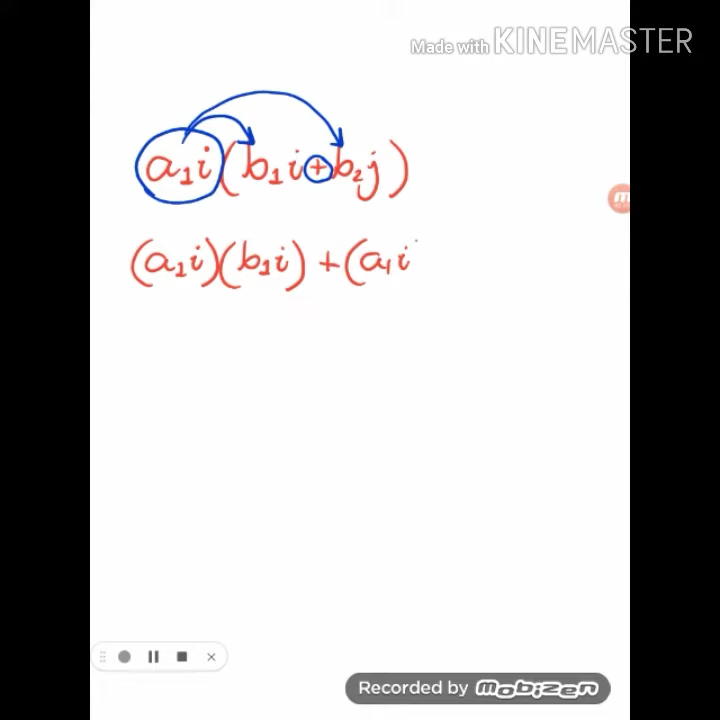 Made with KINEMASTER
a₁i(b₁i+b₂j)
(a₁i)(b₁i)+(a₁i
Recorded by mobizen